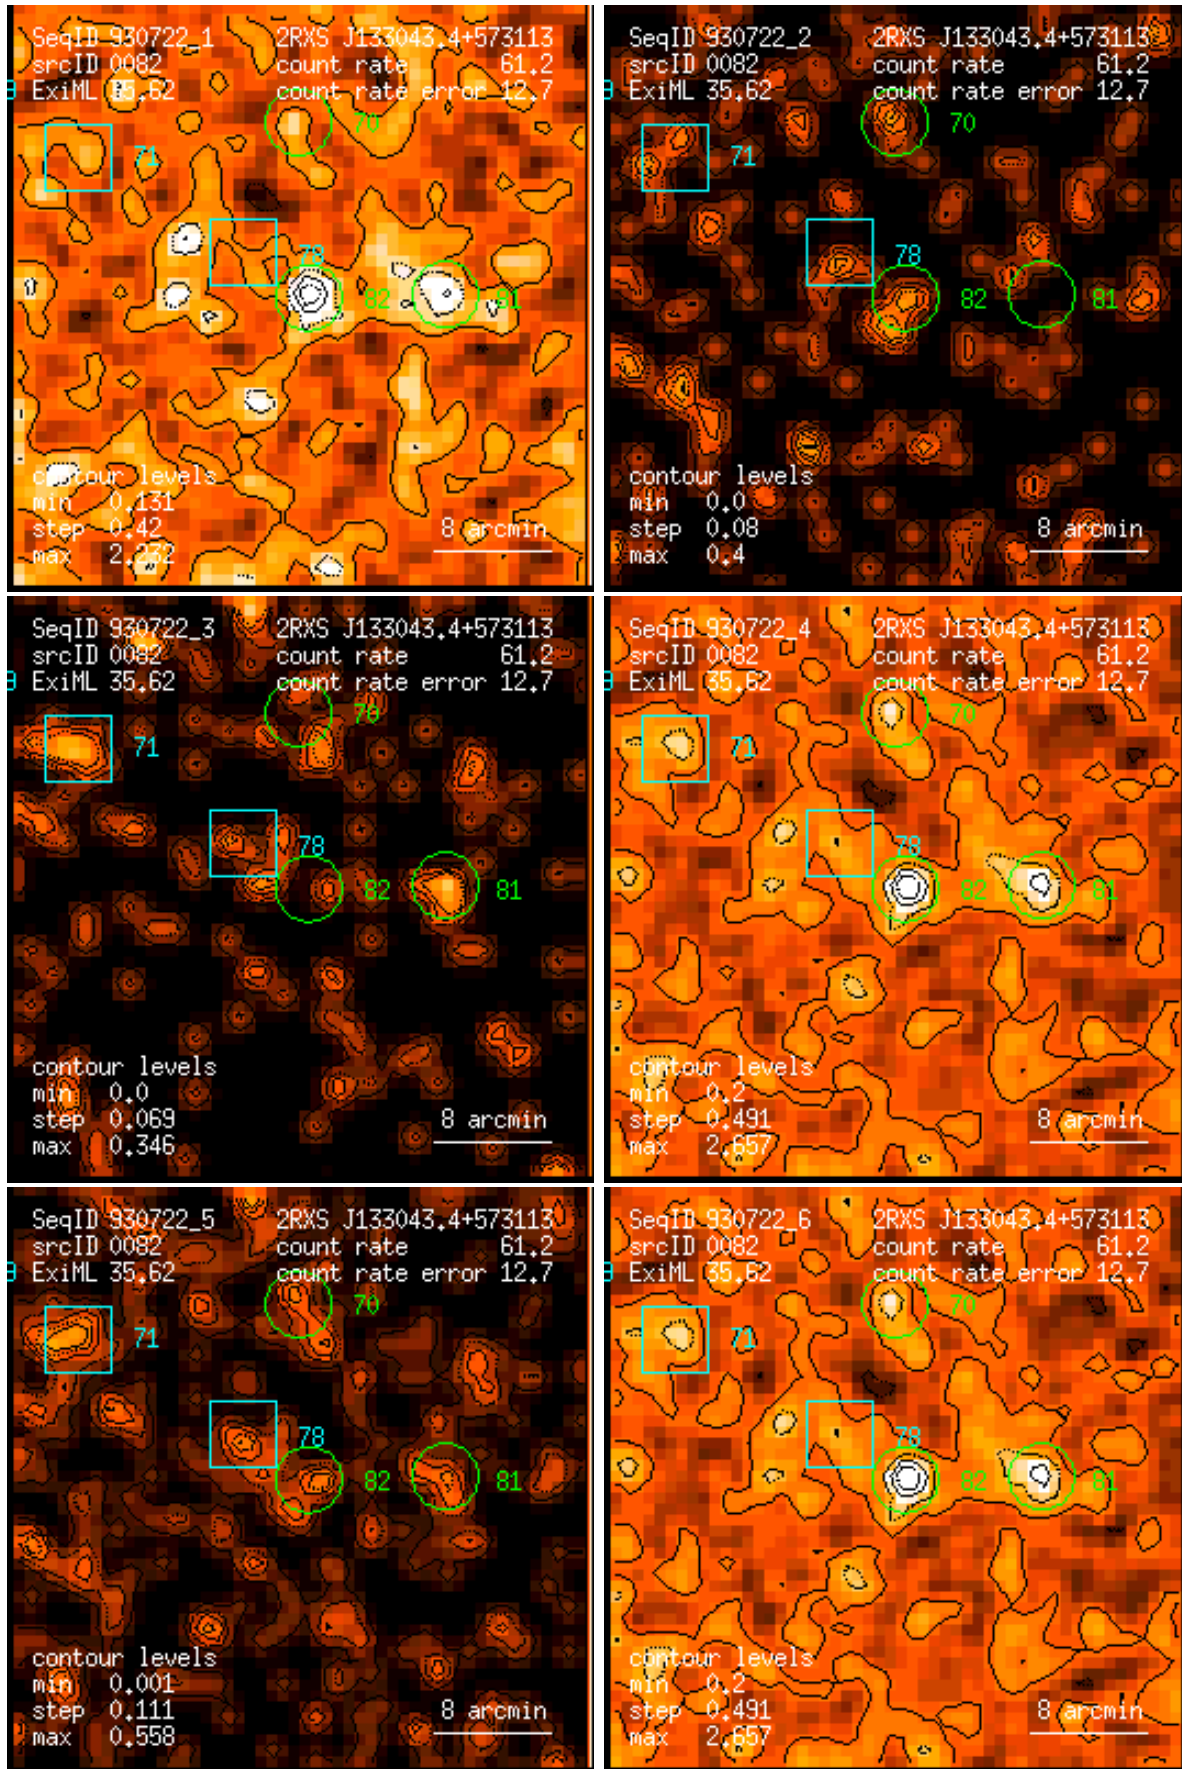 SeqID 930722_1 2RXS J133043.4+573113
srcID 0082 count rate 61.2
9 ExiML 35.62 count rate error 12.7
70
71
78
82 81
contour levels
min 0.131
step 0.42
max 2.232
8 arcmin
SeqID 930722_2 2RXS J133043.4+573113
srcID 0082 count rate 61.2
9 ExiML 35.62 count rate error 12.7
70
71
78
82 81
contour levels
min 0.0
step 0.08
max 0.4
8 arcmin
SeqID 930722_3 2RXS J133043.4+573113
srcID 0082 count rate 61.2
9 ExiML 35.62 count rate error 12.7
70
71
78
82 81
contour levels
min 0.0
step 0.069
max 0.346
8 arcmin
SeqID 930722_4 2RXS J133043.4+573113
srcID 0082 count rate 61.2
9 ExiML 35.62 count rate error 12.7
70
71
78
82 81
contour levels
min 0.2
step 0.491
max 2.657
8 arcmin
SeqID 930722_5 2RXS J133043.4+573113
srcID 0082 count rate 61.2
9 ExiML 35.62 count rate error 12.7
70
71
78
82 81
contour levels
min 0.001
step 0.111
max 0.558
8 arcmin
SeqID 930722_6 2RXS J133043.4+573113
srcID 0082 count rate 61.2
9 ExiML 35.62 count rate error 12.7
70
71
78
82 81
contour levels
min 0.2
step 0.491
max 2.657
8 arcmin